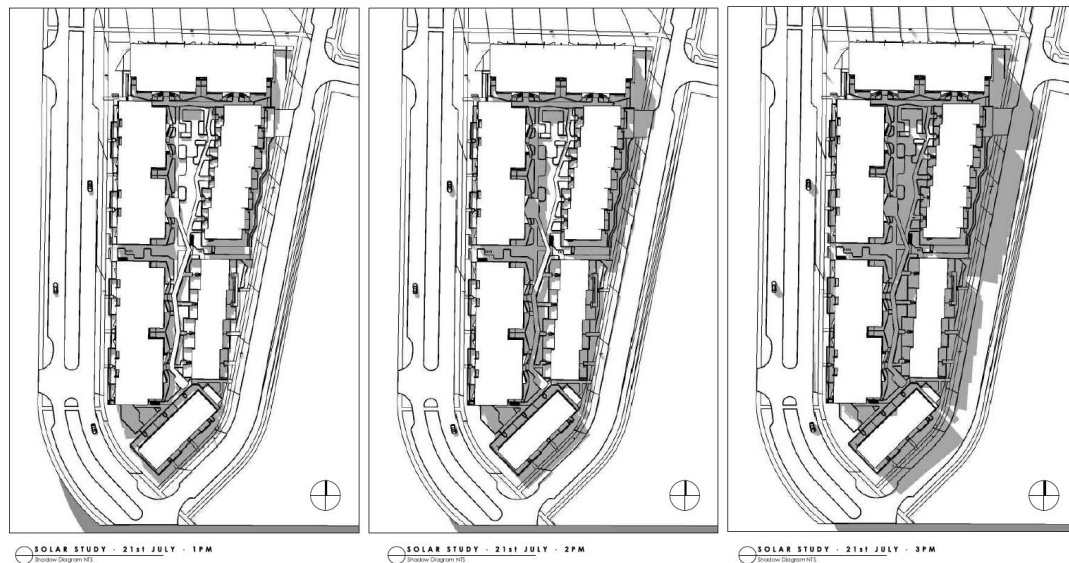 SOLAR STUDY - 21st JULY - 1PM
Shadow Diagram NTS
SOLAR STUDY - 21st JULY - 2PM
Shadow Diagram NTS
SOLAR STUDY - 21st JULY - 3PM
Shadow Diagram NTS